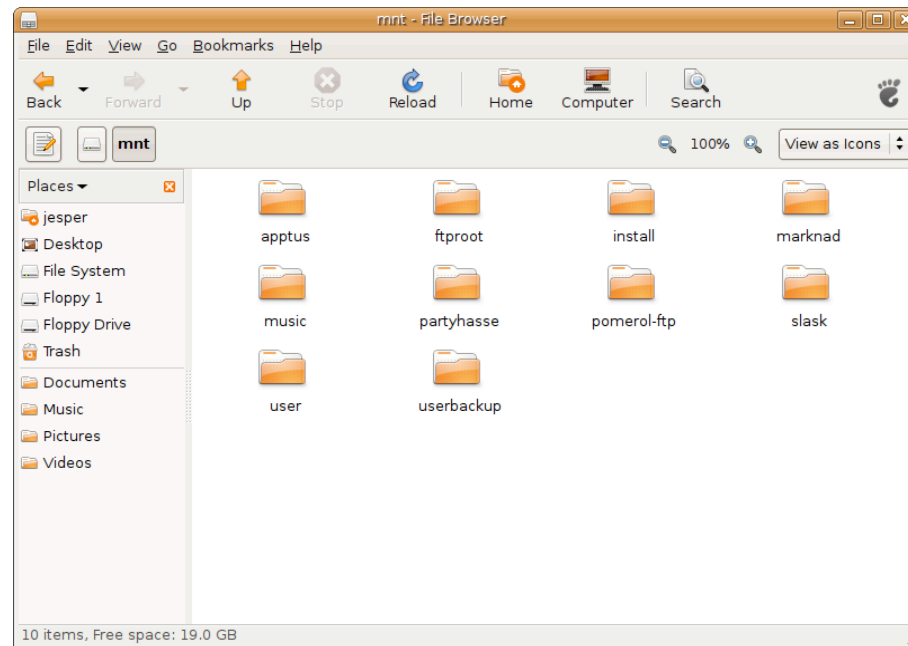 mnt - File Browser
File Edit View Go Bookmarks Help
Back Forward Up Stop Reload Home Computer Search
mnt 100% View as Icons
Places
jesper
Desktop
File System
Floppy 1
Floppy Drive
Trash
Documents
Music
Pictures
Videos
apptus ftproot install marknad
music partyhasse pomerol-ftp slask
user userbackup
10 items, Free space: 19.0 GB